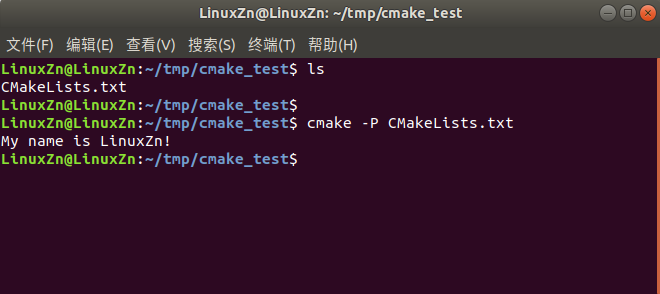 LinuxZn@LinuxZn: ~/tmp/cmake_test
文件(F) 编辑(E) 查看(V) 搜索(S) 终端(T) 帮助(H)
LinuxZn@LinuxZn:~/tmp/cmake_test$ ls
CMakeLists.txt
LinuxZn@LinuxZn:~/tmp/cmake_test$
LinuxZn@LinuxZn:~/tmp/cmake_test$ cmake -P CMakeLists.txt
My name is LinuxZn!
LinuxZn@LinuxZn:~/tmp/cmake_test$